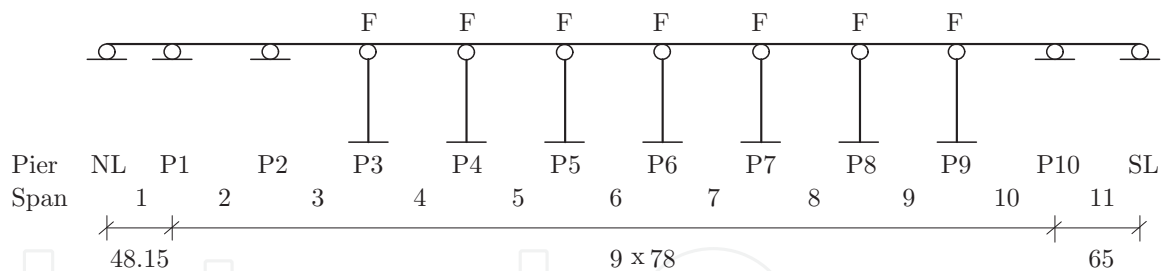 F F F F F F F
Pier NL P1 P2 P3 P4 P5 P6 P7 P8 P9 P10 SL
Span 1 2 3 4 5 6 7 8 9 10 11
48.15 9 x 78 65